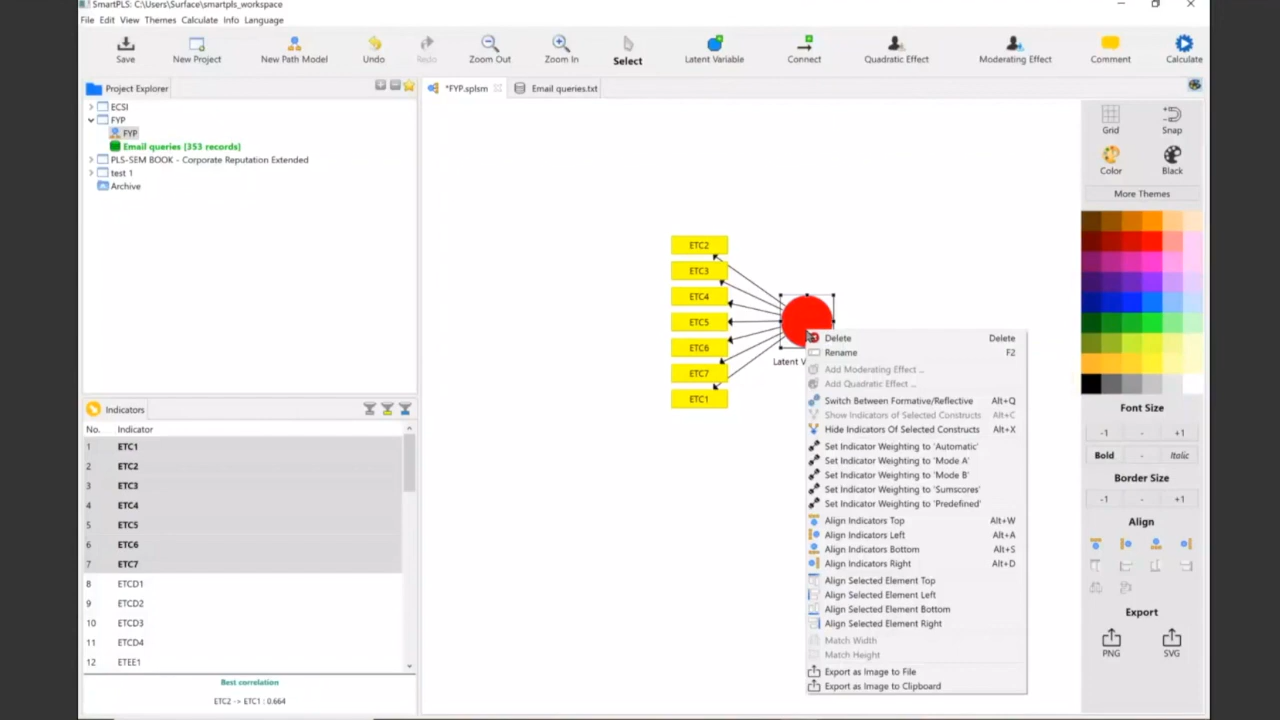 SmartPLS: C:\Users\Surface\smartpls_workspace
File Edit View Themes Calculate Info Language
Save
New Project
New Path Model
Undo
Redo
Zoom Out
Zoom In
Select
Latent Variable
Connect
Quadratic Effect
Moderating Effect
Comment
Calculate
Project Explorer
ECSI
FYP
FYP
Email queries [353 records]
PLS-SEM BOOK - Corporate Reputation Extended
test 1
Archive
Indicators
No. Indicator
1 ETC1
2 ETC2
3 ETC3
4 ETC4
5 ETC5
6 ETC6
7 ETC7
8 ETCD1
9 ETCD2
10 ETCD3
11 ETCD4
12 ETEE1
Best correlation
ETC2 -> ETC1 : 0.664
*FYP.splsm
Email queries.txt
ETC2
ETC3
ETC4
ETC5
ETC6
ETC7
ETC1
Latent V
Delete Delete
Rename F2
Add Moderating Effect ...
Add Quadratic Effect ...
Switch Between Formative/Reflective Alt+Q
Show Indicators of Selected Constructs Alt+C
Hide Indicators Of Selected Constructs Alt+X
Set Indicator Weighting to 'Automatic'
Set Indicator Weighting to 'Mode A'
Set Indicator Weighting to 'Mode B'
Set Indicator Weighting to 'Sumscores'
Set Indicator Weighting to 'Predefined'
Align Indicators Top Alt+W
Align Indicators Left Alt+A
Align Indicators Bottom Alt+S
Align Indicators Right Alt+D
Align Selected Element Top
Align Selected Element Left
Align Selected Element Bottom
Align Selected Element Right
Match Width
Match Height
Export as Image to File
Export as Image to Clipboard
Grid
Snap
Color
Black
More Themes
Font Size
-1 - +1
Bold - Italic
Border Size
-1 - +1
Align
Export
PNG
SVG